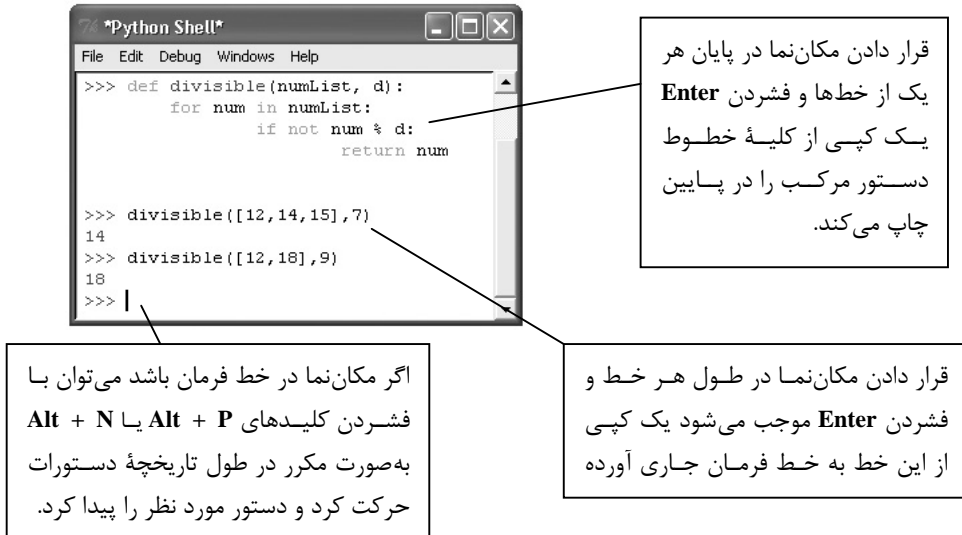 *Python Shell*
File Edit Debug Windows Help
>>> def divisible(numList, d):
for num in numList:
if not num % d:
return num
>>> divisible([12,14,15],7)
14
>>> divisible([12,18],9)
18
>>>
قرار دادن مکان‌نما در پایان هر
یک از خط‌ها و فشردن Enter
یک کپی از کلیهٔ خطوط
دستور مرکب را در پایین
چاپ می‌کند.
قرار دادن مکان‌نما در طول هر خط و
فشردن Enter موجب می‌شود یک کپی
از این خط به خط فرمان جاری آورده
اگر مکان‌نما در خط فرمان باشد می‌توان با
فشردن کلیدهای Alt + P یا Alt + N
به‌صورت مکرر در طول تاریخچهٔ دستورات
حرکت کرد و دستور مورد نظر را پیدا کرد.